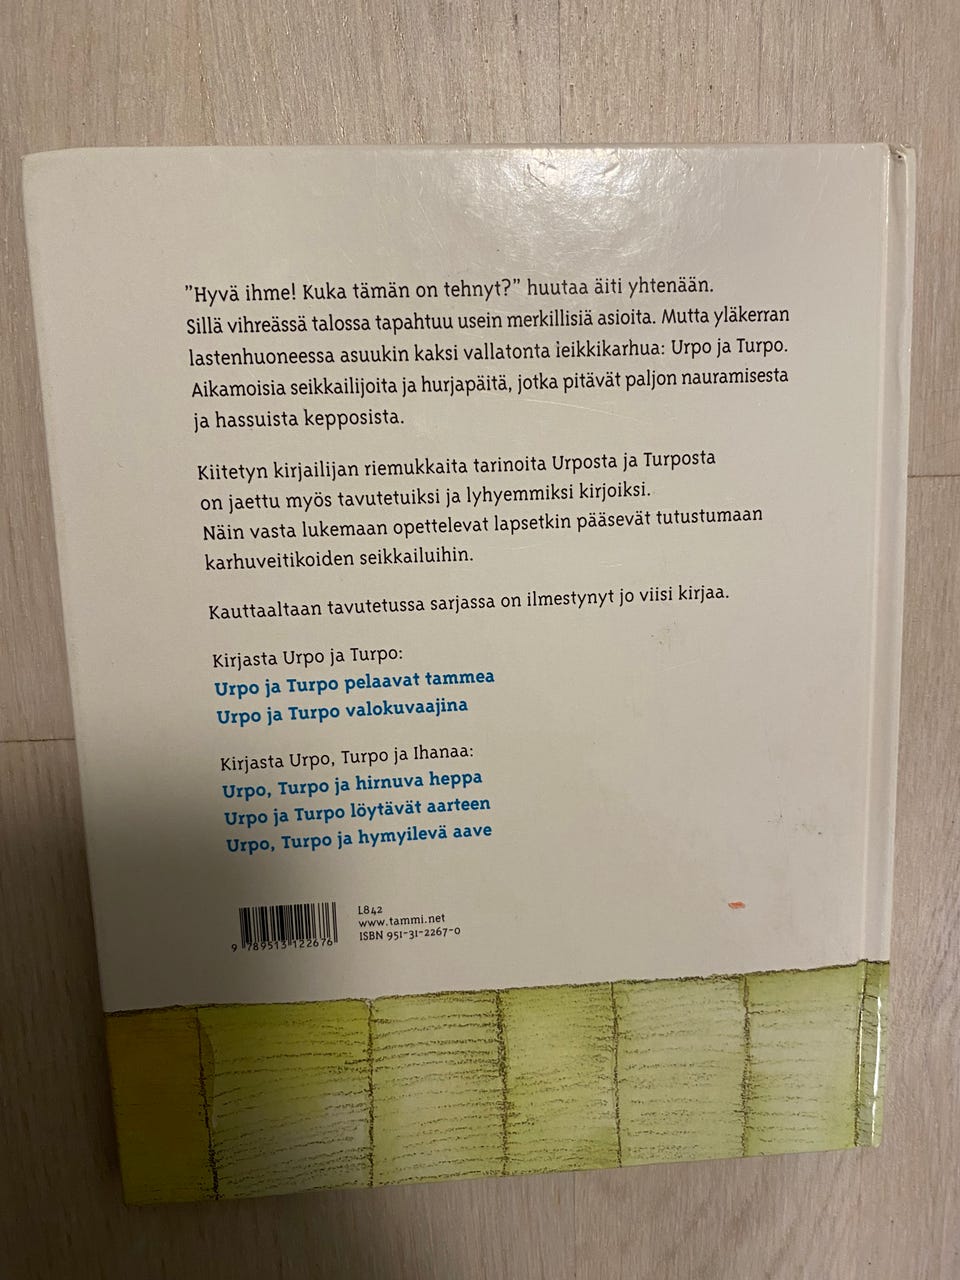 ”Hyvä ihme! Kuka tämän on tehnyt?” huutaa äiti yhtenään.
Sillä vihreässä talossa tapahtuu usein merkillisiä asioita. Mutta yläkerran
lastenhuoneessa asuukin kaksi vallatonta leikkikarhua: Urpo ja Turpo.
Aikamoisia seikkailijoita ja hurjapäitä, jotka pitävät paljon nauramisesta
ja hassuista kepposista.
Kiitetyn kirjailijan riemukkaita tarinoita Urposta ja Turposta
on jaettu myös tavutetuiksi ja lyhyemmiksi kirjoiksi.
Näin vasta lukemaan opettelevat lapsetkin pääsevät tutustumaan
karhuveitikoiden seikkailuihin.
Kauttaaltaan tavutetussa sarjassa on ilmestynyt jo viisi kirjaa.
Kirjasta Urpo ja Turpo:
Urpo ja Turpo pelaavat tammea
Urpo ja Turpo valokuvaajina
Kirjasta Urpo, Turpo ja Ihanaa:
Urpo, Turpo ja hirnuva heppa
Urpo ja Turpo löytävät aarteen
Urpo, Turpo ja hymyilevä aave
L842
www.tammi.net
ISBN 951-31-2267-0
9 789513 122676